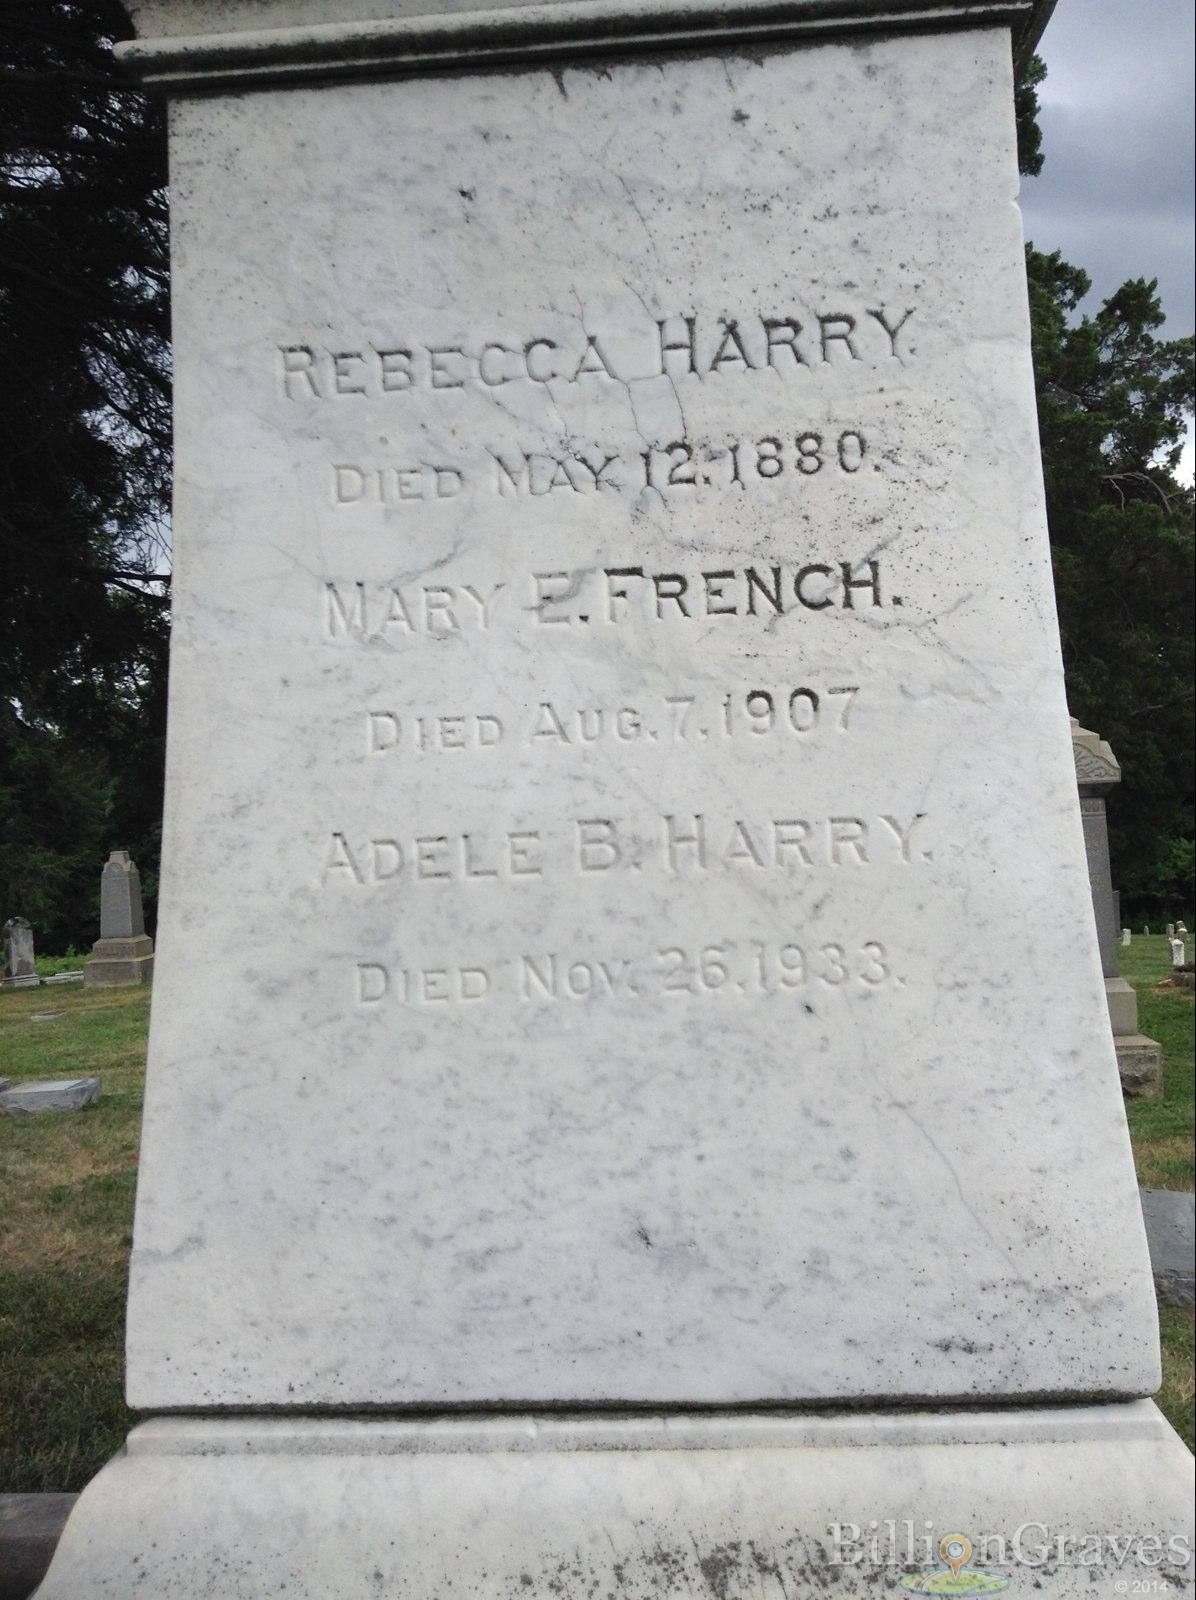 REBECCA HARRY.
DIED MAY 12. 1880.
MARY E. FRENCH.
DIED AUG. 7. 1907
ADELE B. HARRY.
DIED NOV. 26. 1933.
BillionGraves
© 2014